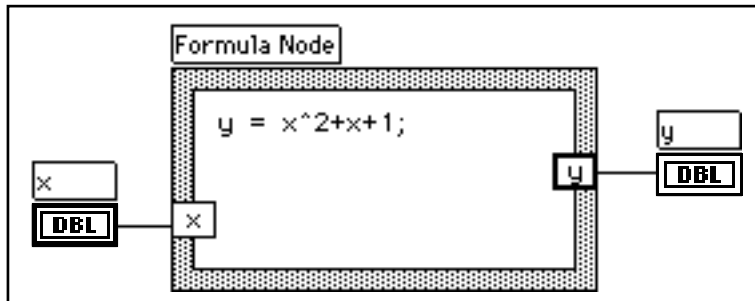 Formula Node
y = x^2+x+1;
x
DBL
x
y
y
DBL